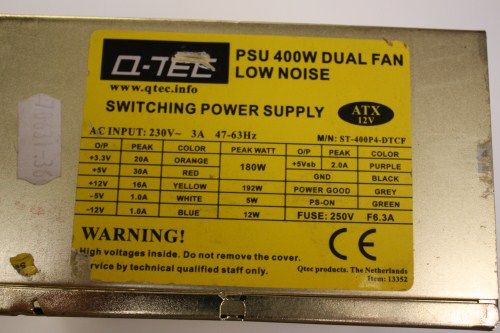 Q-TEC
www.qtec.info
PSU 400W DUAL FAN
LOW NOISE
SWITCHING POWER SUPPLY
ATX
12V
AC INPUT: 230V~ 3A 47-63Hz
M/N: ST-400P4-DTCF
O/P PEAK COLOR PEAK WATT O/P PEAK COLOR
+3.3V 20A ORANGE 180W +5Vsb 2.0A PURPLE
+5V 30A RED GND BLACK
+12V 16A YELLOW 192W POWER GOOD GREY
-5V 1.0A WHITE 5W PS-ON GREEN
-12V 1.0A BLUE 12W FUSE: 250V F6.3A
WARNING!
High voltages inside. Do not remove the cover.
Service by technical qualified staff only.
CE
Qtec products. The Netherlands
Item: 13352